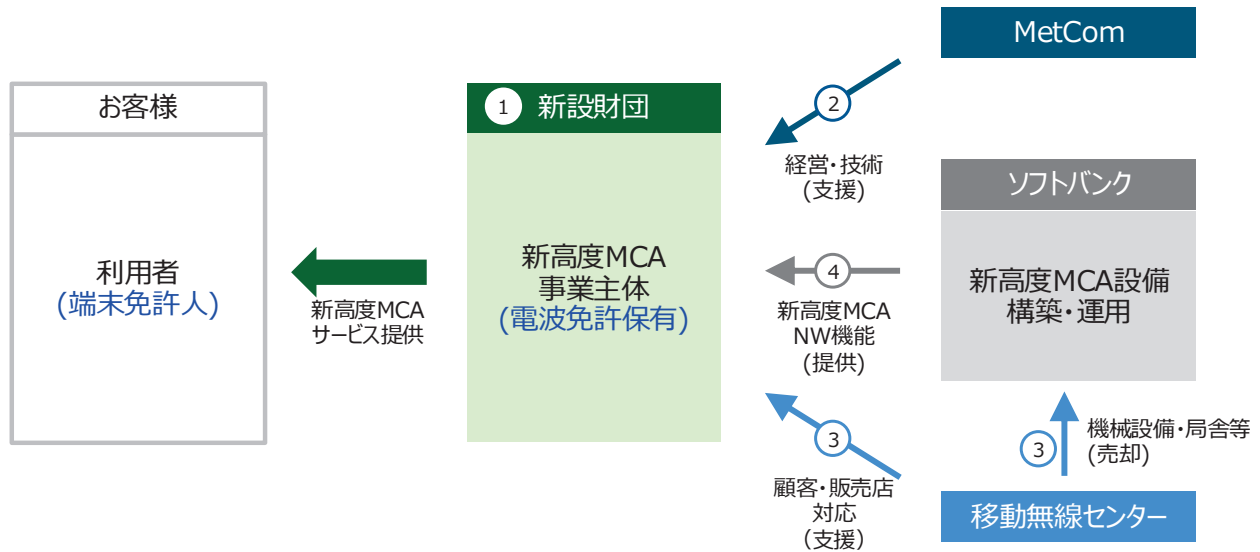 お客様
利用者
(端末免許人)
新高度MCA
サービス提供
1 新設財団
新高度MCA
事業主体
(電波免許保有)
MetCom
2
経営・技術
(支援)
ソフトバンク
新高度MCA設備
構築・運用
4
新高度MCA
NW機能
(提供)
3
顧客・販売店
対応
(支援)
3
機械設備・局舎等
(売却)
移動無線センター